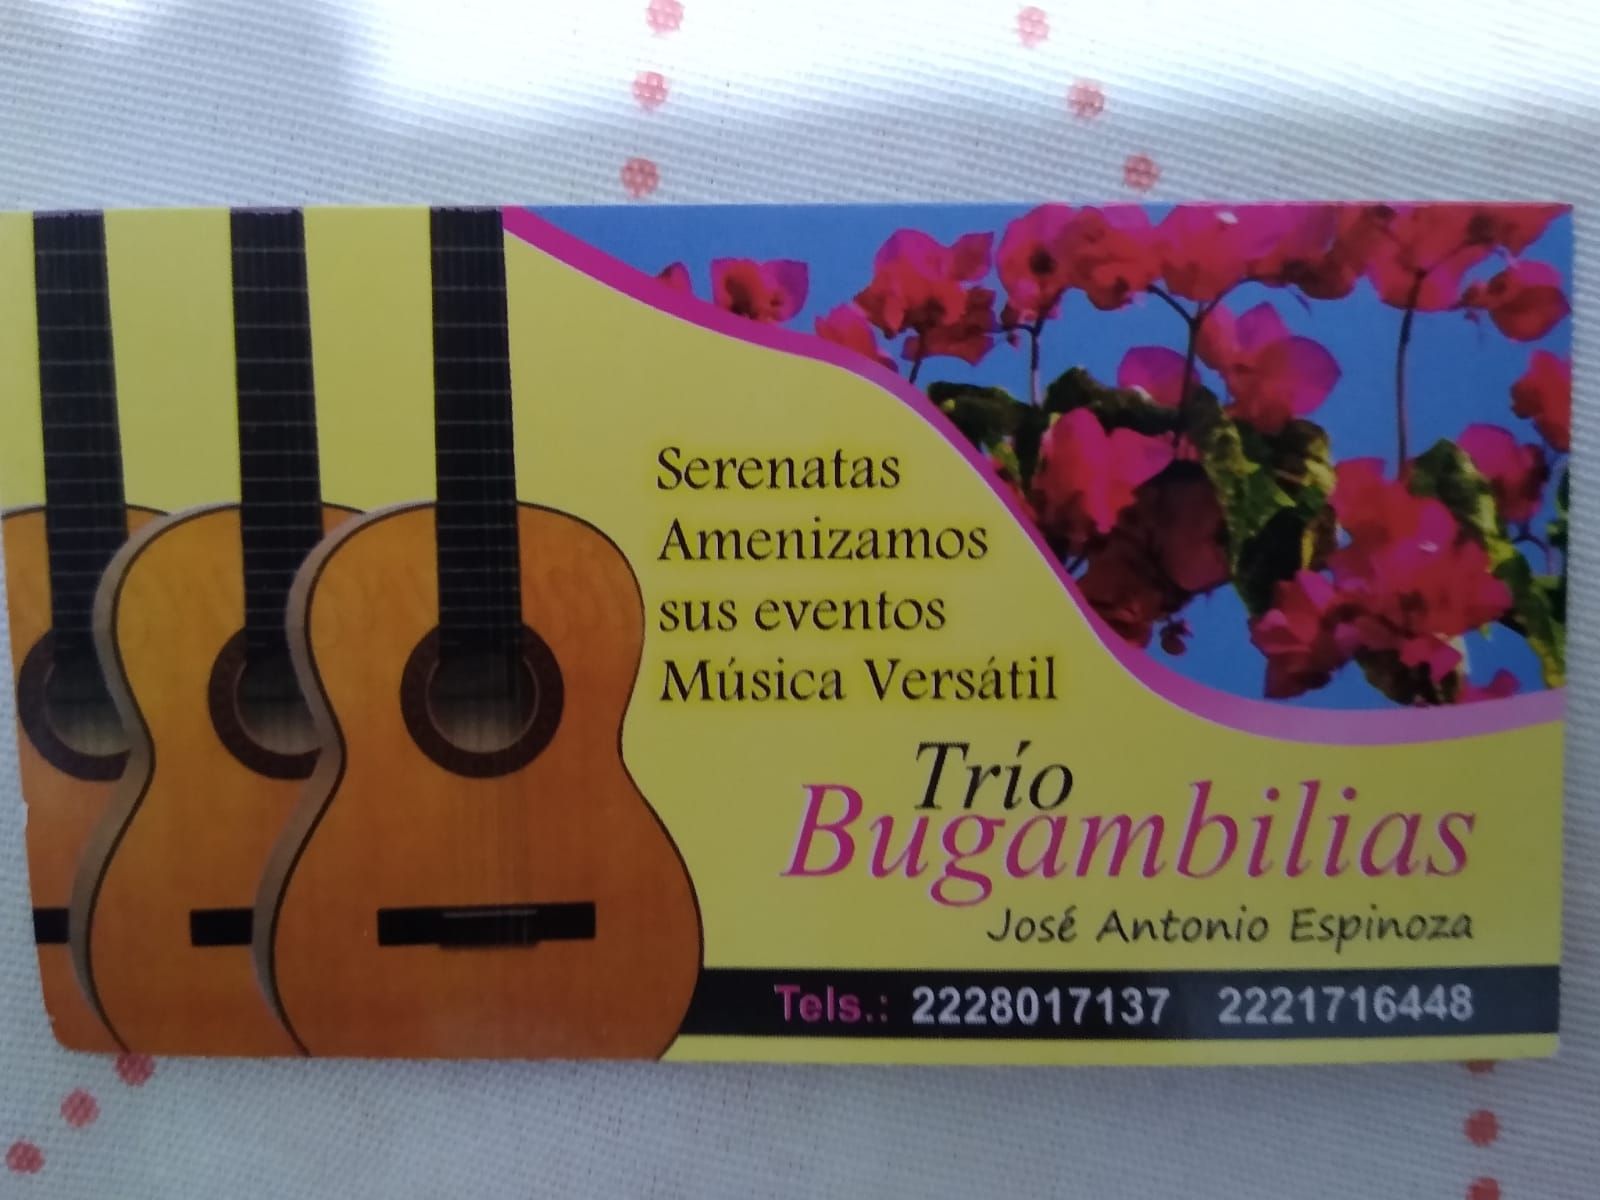 Serenatas
Amenizamos
sus eventos
Música Versátil
Trío
Bugambilias
José Antonio Espinoza
Tels.: 2228017137 2221716448